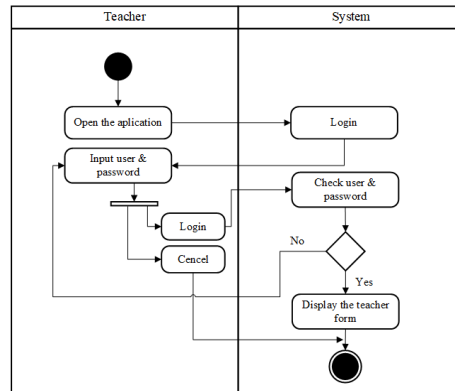 Teacher
System
Open the aplication
Login
Input user &
password
Check user &
password
Login
No
Cencel
Yes
Display the teacher
form